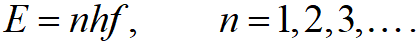 E = nhf, n = 1, 2, 3, ... .